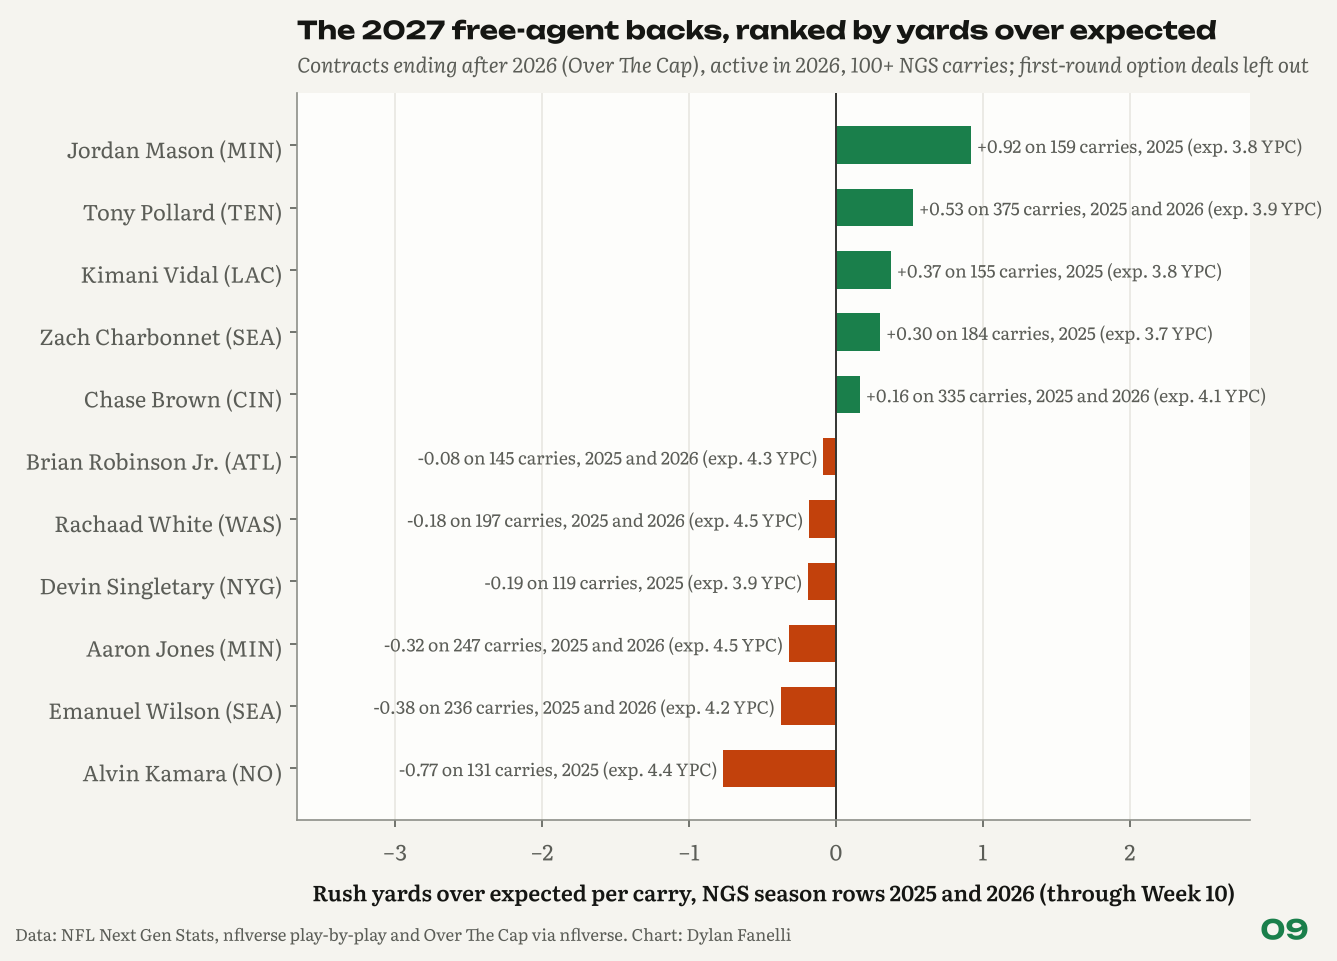 The 2027 free-agent backs, ranked by yards over expected
Contracts ending after 2026 (Over The Cap), active in 2026, 100+ NGS carries; first-round option deals left out
Jordan Mason (MIN)
+0.92 on 159 carries, 2025 (exp. 3.8 YPC)
Tony Pollard (TEN)
+0.53 on 375 carries, 2025 and 2026 (exp. 3.9 YPC)
Kimani Vidal (LAC)
+0.37 on 155 carries, 2025 (exp. 3.8 YPC)
Zach Charbonnet (SEA)
+0.30 on 184 carries, 2025 (exp. 3.7 YPC)
Chase Brown (CIN)
+0.16 on 335 carries, 2025 and 2026 (exp. 4.1 YPC)
Brian Robinson Jr. (ATL)
-0.08 on 145 carries, 2025 and 2026 (exp. 4.3 YPC)
Rachaad White (WAS)
-0.18 on 197 carries, 2025 and 2026 (exp. 4.5 YPC)
Devin Singletary (NYG)
-0.19 on 119 carries, 2025 (exp. 3.9 YPC)
Aaron Jones (MIN)
-0.32 on 247 carries, 2025 and 2026 (exp. 4.5 YPC)
Emanuel Wilson (SEA)
-0.38 on 236 carries, 2025 and 2026 (exp. 4.2 YPC)
Alvin Kamara (NO)
-0.77 on 131 carries, 2025 (exp. 4.4 YPC)
−3 −2 −1 0 1 2
Rush yards over expected per carry, NGS season rows 2025 and 2026 (through Week 10)
Data: NFL Next Gen Stats, nflverse play-by-play and Over The Cap via nflverse. Chart: Dylan Fanelli
09